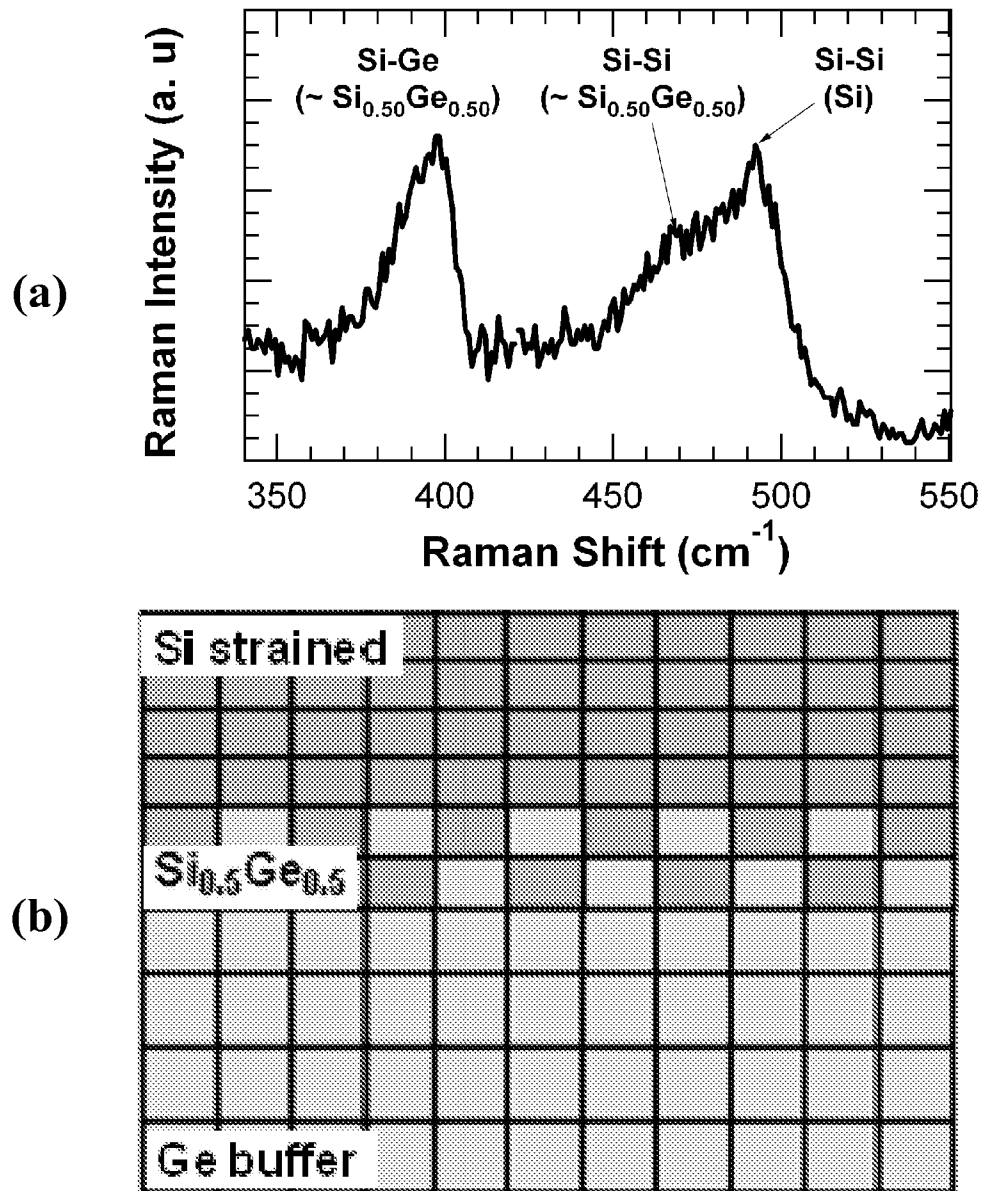 (a)
Raman Intensity (a. u)
Si-Ge
(~ Si₀.₅₀Ge₀.₅₀)
Si-Si
(~ Si₀.₅₀Ge₀.₅₀)
Si-Si
(Si)
350 400 450 500 550
Raman Shift (cm⁻¹)
(b)
Si strained
Si₀.₅Ge₀.₅
Ge buffer